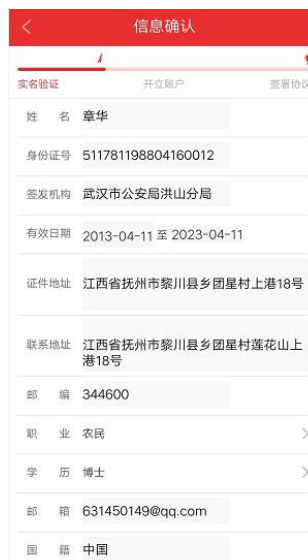 信息确认
实名验证
开立账户
签署协议
姓 名 章华
身份证号 511781198804160012
签发机构 武汉市公安局洪山分局
有效日期 2013-04-11 至 2023-04-11
证件地址 江西省抚州市黎川县乡团星村上港18号
联系地址 江西省抚州市黎川县乡团星村莲花山上
港18号
邮 编 344600
职 业 农民
学 历 博士
邮 箱 631450149@qq.com
国 籍 中国